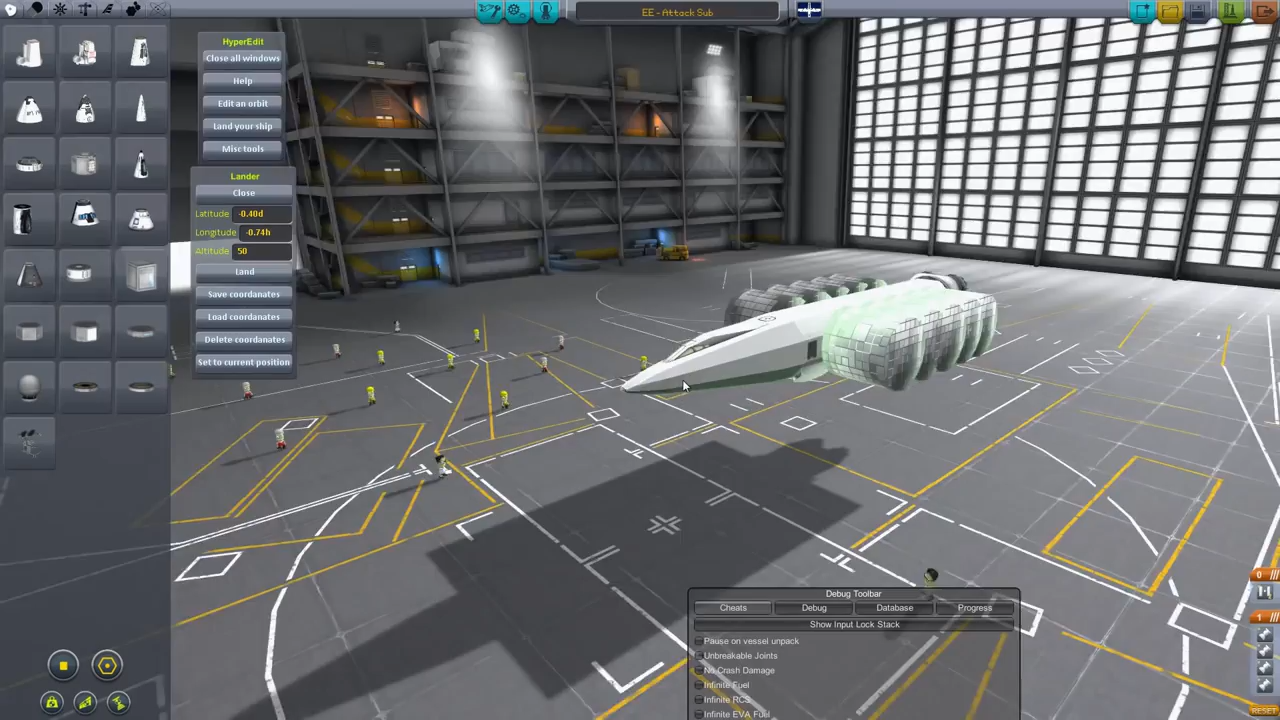 EE - Attack Sub
HyperEdit
Close all windows
Help
Edit an orbit
Land your ship
Misc tools
Lander
Close
Latitude -0.40d
Longitude -0.74h
Altitude 50
Land
Save coordanates
Load coordanates
Delete coordanates
Set to current position
Debug Toolbar
Cheats Debug Database Progress
Show Input Lock Stack
Pause on vessel unpack
Unbreakable Joints
No Crash Damage
Infinite Fuel
Infinite RCS
Infinite EVA Fuel
0
1
RESET